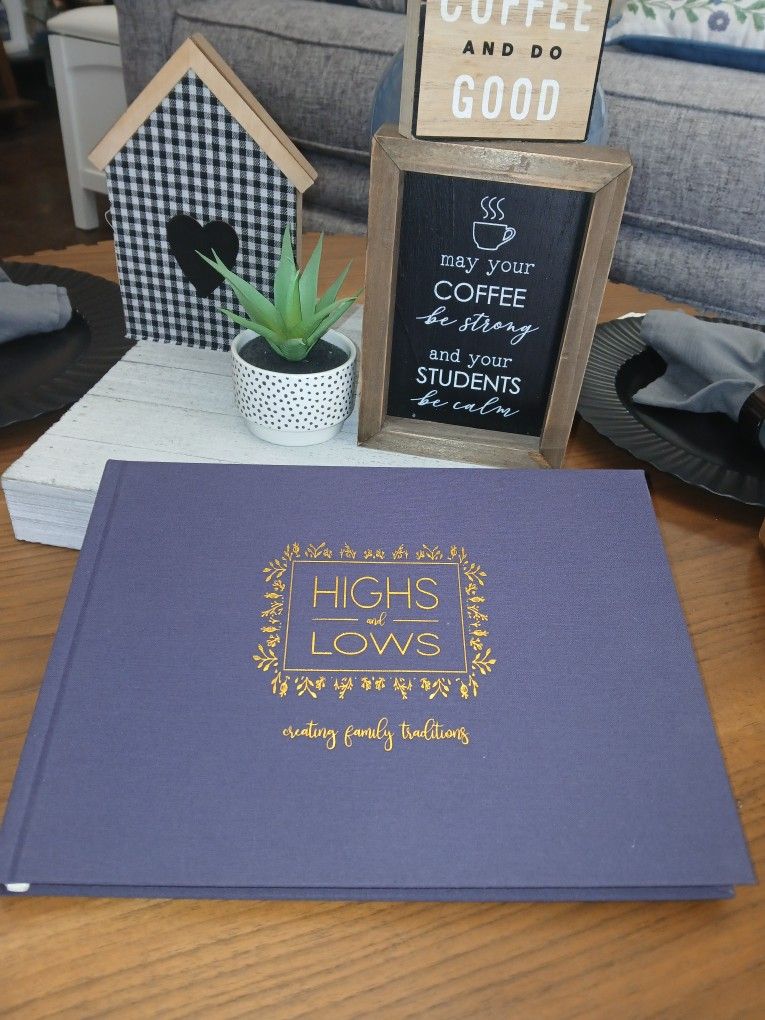 COFFEE
AND DO
GOOD
may your
COFFEE
be strong
and your
STUDENTS
be calm
HIGHS
and
LOWS
creating family traditions